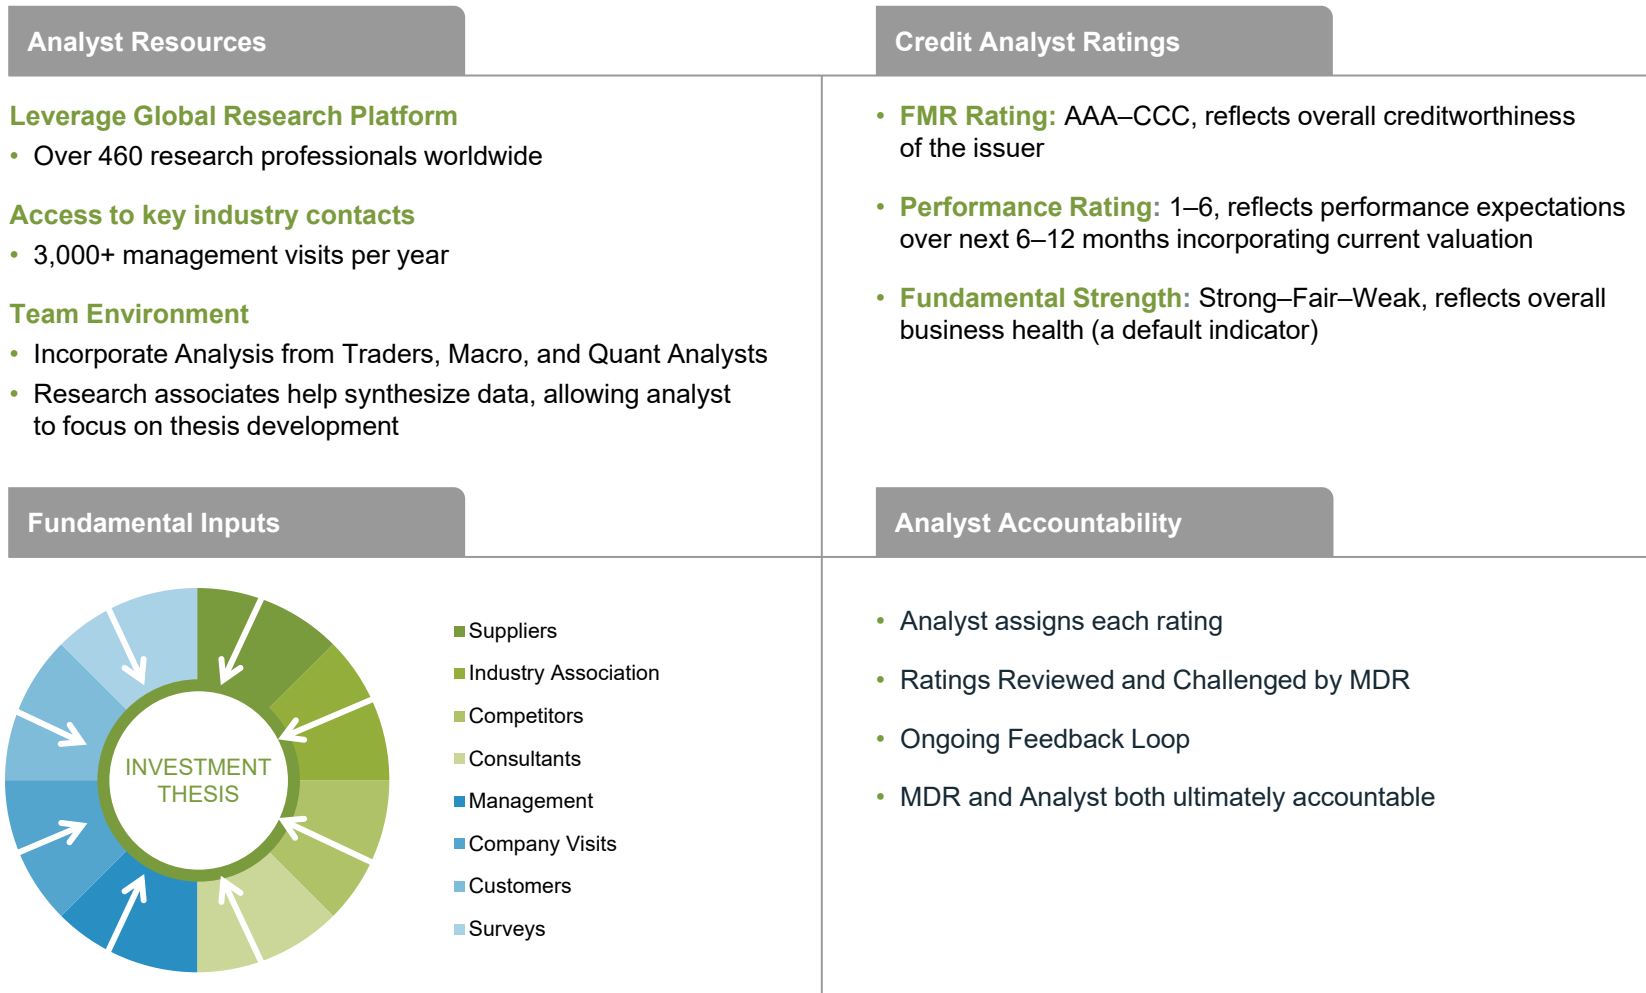 Analyst Resources
Leverage Global Research Platform
• Over 460 research professionals worldwide
Access to key industry contacts
• 3,000+ management visits per year
Team Environment
• Incorporate Analysis from Traders, Macro, and Quant Analysts
• Research associates help synthesize data, allowing analyst
to focus on thesis development
Credit Analyst Ratings
• FMR Rating: AAA–CCC, reflects overall creditworthiness
of the issuer
• Performance Rating: 1–6, reflects performance expectations
over next 6–12 months incorporating current valuation
• Fundamental Strength: Strong–Fair–Weak, reflects overall
business health (a default indicator)
Fundamental Inputs
INVESTMENT
THESIS
Suppliers
Industry Association
Competitors
Consultants
Management
Company Visits
Customers
Surveys
Analyst Accountability
• Analyst assigns each rating
• Ratings Reviewed and Challenged by MDR
• Ongoing Feedback Loop
• MDR and Analyst both ultimately accountable